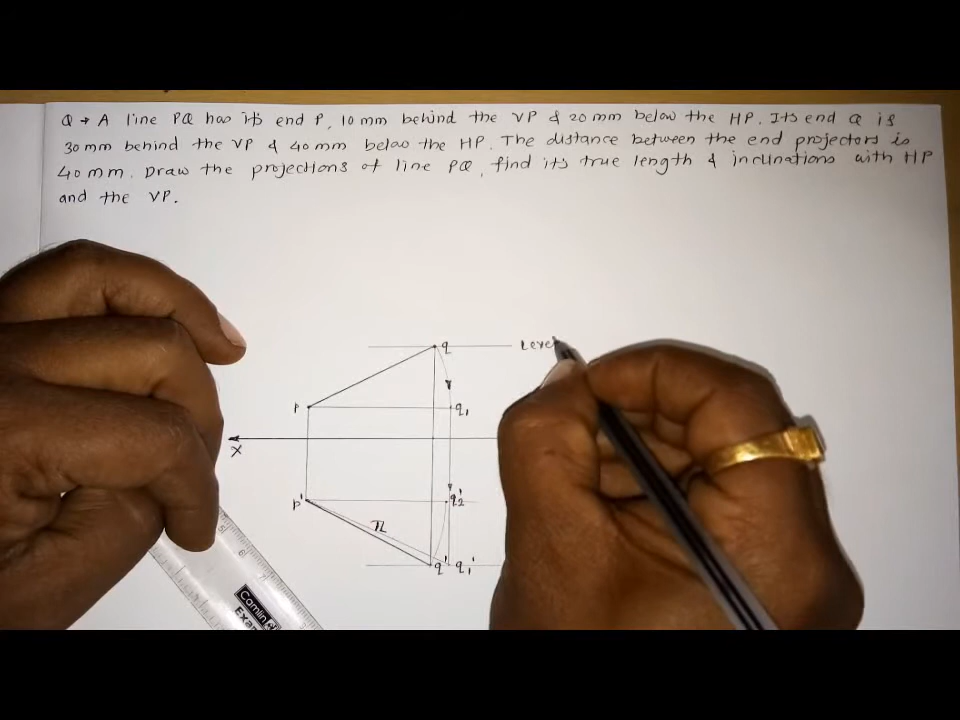 Q → A line PQ has its end P, 10 mm behind the VP & 20 mm below the HP. Its end Q is
30 mm behind the VP & 40 mm below the HP. The distance between the end projectors is
40 mm. Draw the projections of line PQ, find its true length & inclinations with HP
and the VP.
q Leve
P q1
X
p' q2'
TL
q' q1'
Camlin
Exam